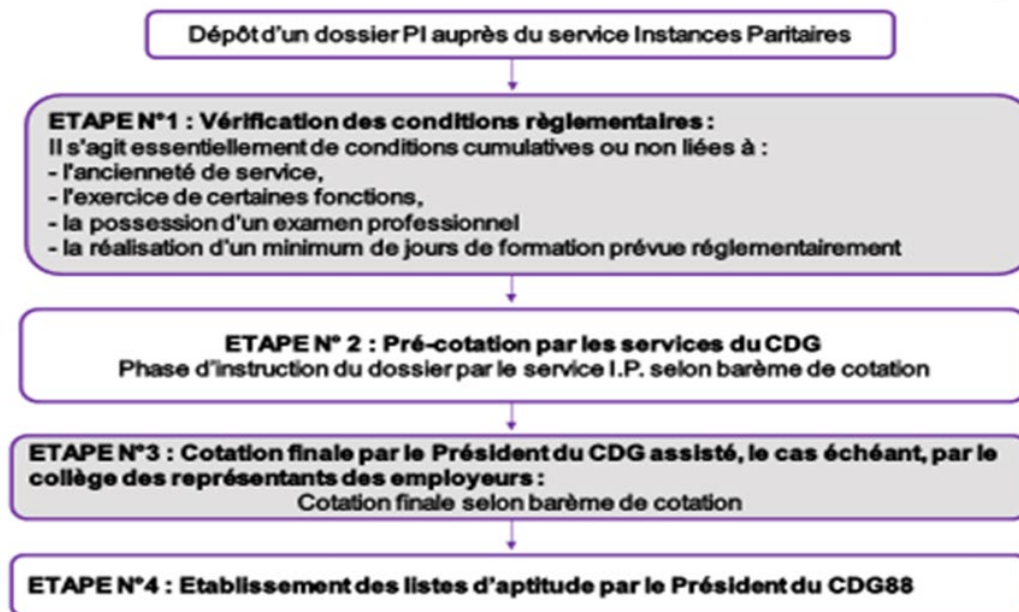 Dépôt d'un dossier PI auprès du service Instances Paritaires
ETAPE N°1 : Vérification des conditions règlementaires :
Il s'agit essentiellement de conditions cumulatives ou non liées à :
- l'ancienneté de service,
- l'exercice de certaines fonctions,
- la possession d'un examen professionnel
- la réalisation d'un minimum de jours de formation prévue réglementairement
ETAPE N° 2 : Pré-cotation par les services du CDG
Phase d'instruction du dossier par le service I.P. selon barème de cotation
ETAPE N°3 : Cotation finale par le Président du CDG assisté, le cas échéant, par le
collège des représentants des employeurs :
Cotation finale selon barème de cotation
ETAPE N°4 : Etablissement des listes d'aptitude par le Président du CDG88